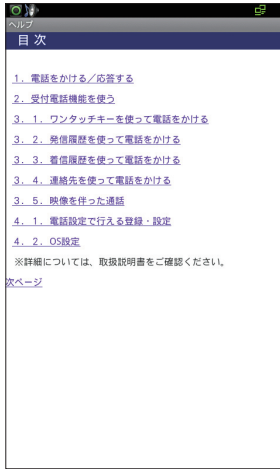 ヘルプ
目 次
1．電話をかける／応答する
2．受付電話機能を使う
3．1．ワンタッチキーを使って電話をかける
3．2．発信履歴を使って電話をかける
3．3．着信履歴を使って電話をかける
3．4．連絡先を使って電話をかける
3．5．映像を伴った通話
4．1．電話設定で行える登録・設定
4．2．OS設定
※詳細については、取扱説明書をご確認ください。
次ページ